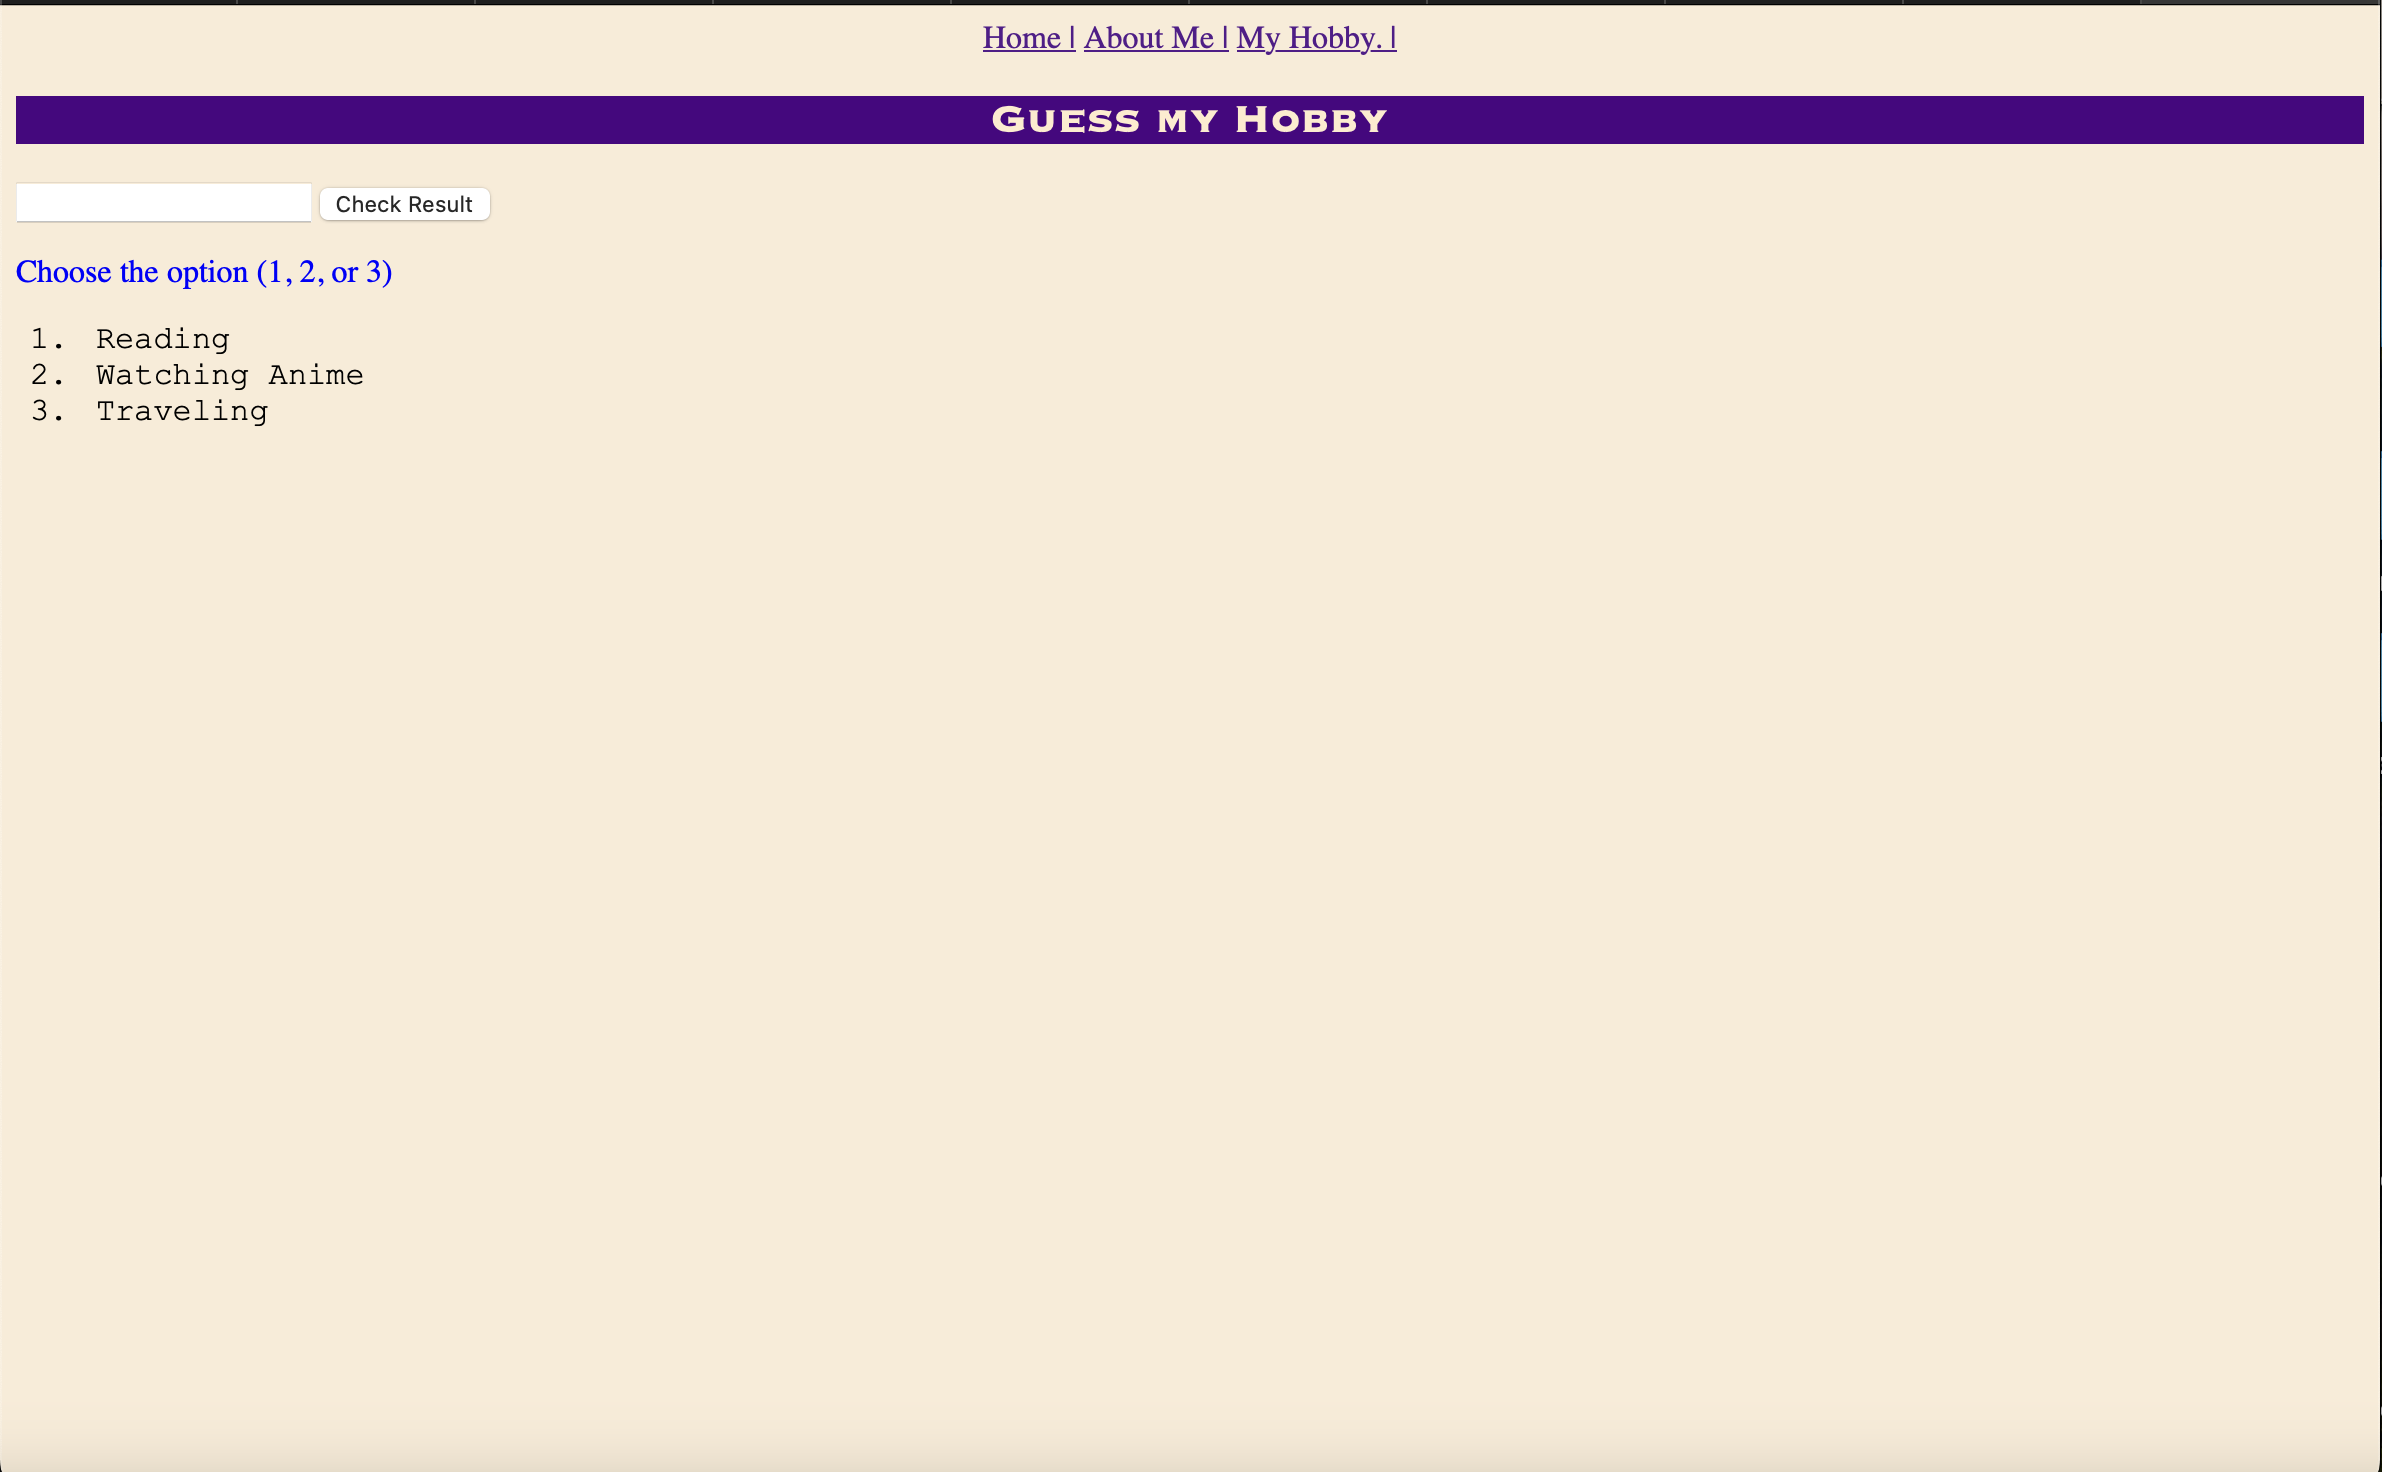 Home | About Me | My Hobby. |
Guess my Hobby
Check Result
Choose the option (1, 2, or 3)
1. Reading
2. Watching Anime
3. Traveling